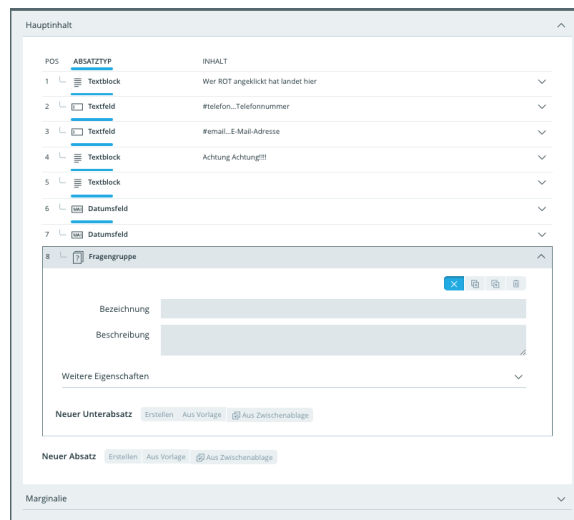 Hauptinhalt
POS ABSATZTYP INHALT
1 Textblock Wer ROT angeklickt hat landet hier
2 Textfeld #telefon...Telefonnummer
3 Textfeld #email...E-Mail-Adresse
4 Textblock Achtung Achtung!!!!
5 Textblock
6 Datumsfeld
7 Datumsfeld
8 Fragengruppe
Bezeichnung
Beschreibung
Weitere Eigenschaften
Neuer Unterabsatz Erstellen Aus Vorlage Aus Zwischenablage
Neuer Absatz Erstellen Aus Vorlage Aus Zwischenablage
Marginalie